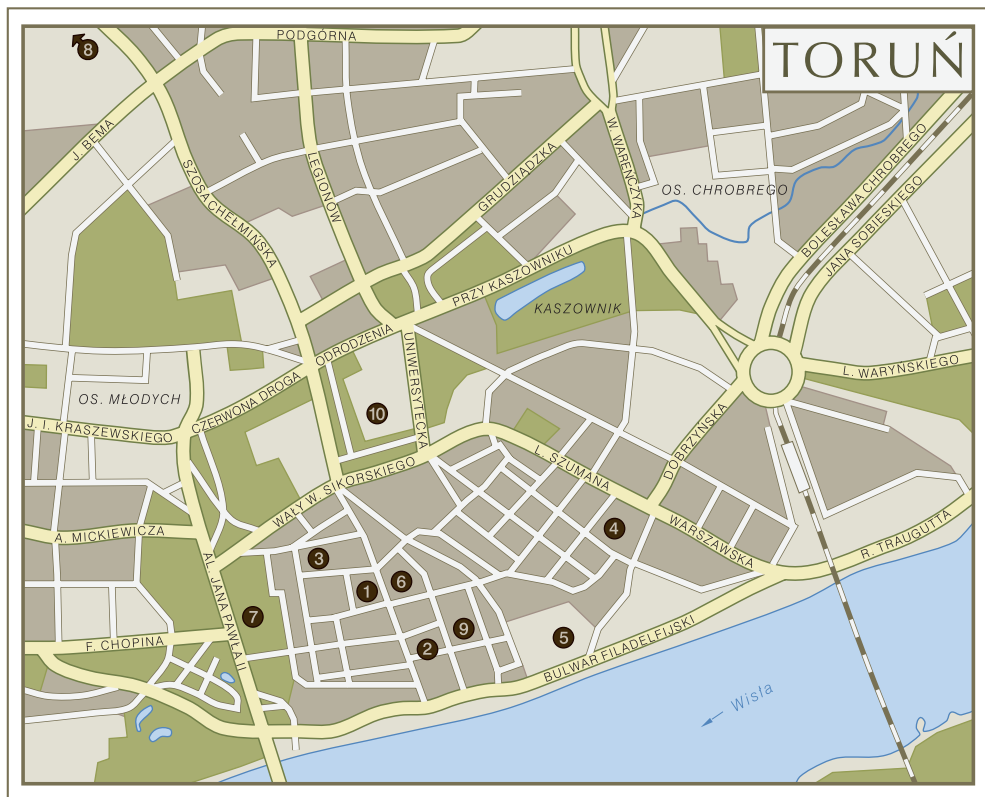 TORUŃ
PODGÓRNA
8
J. BEMA
SZOSA CHEŁMIŃSKA
LEGIONÓW
GRUDZIĄDZKA
W. WAREŃCZYKA
OS. CHROBREGO
BOLESŁAWA CHROBREGO
JANA SOBIESKIEGO
PRZY KASZOWNIKU
KASZOWNIK
ODRODZENIA
UNIWERSYTECKA
L. WARYŃSKIEGO
CZERWONA DROGA
OS. MŁODYCH
10
J. I. KRASZEWSKIEGO
WAŁY W. SIKORSKIEGO
L. SZUMANA
DOBRZYŃSKA
WARSZAWSKA
R. TRAUGUTTA
A. MICKIEWICZA
AL. JANA PAWŁA II
4
3
1
6
7
9
2
5
F. CHOPINA
BULWAR FILADELFIJSKI
Wisła